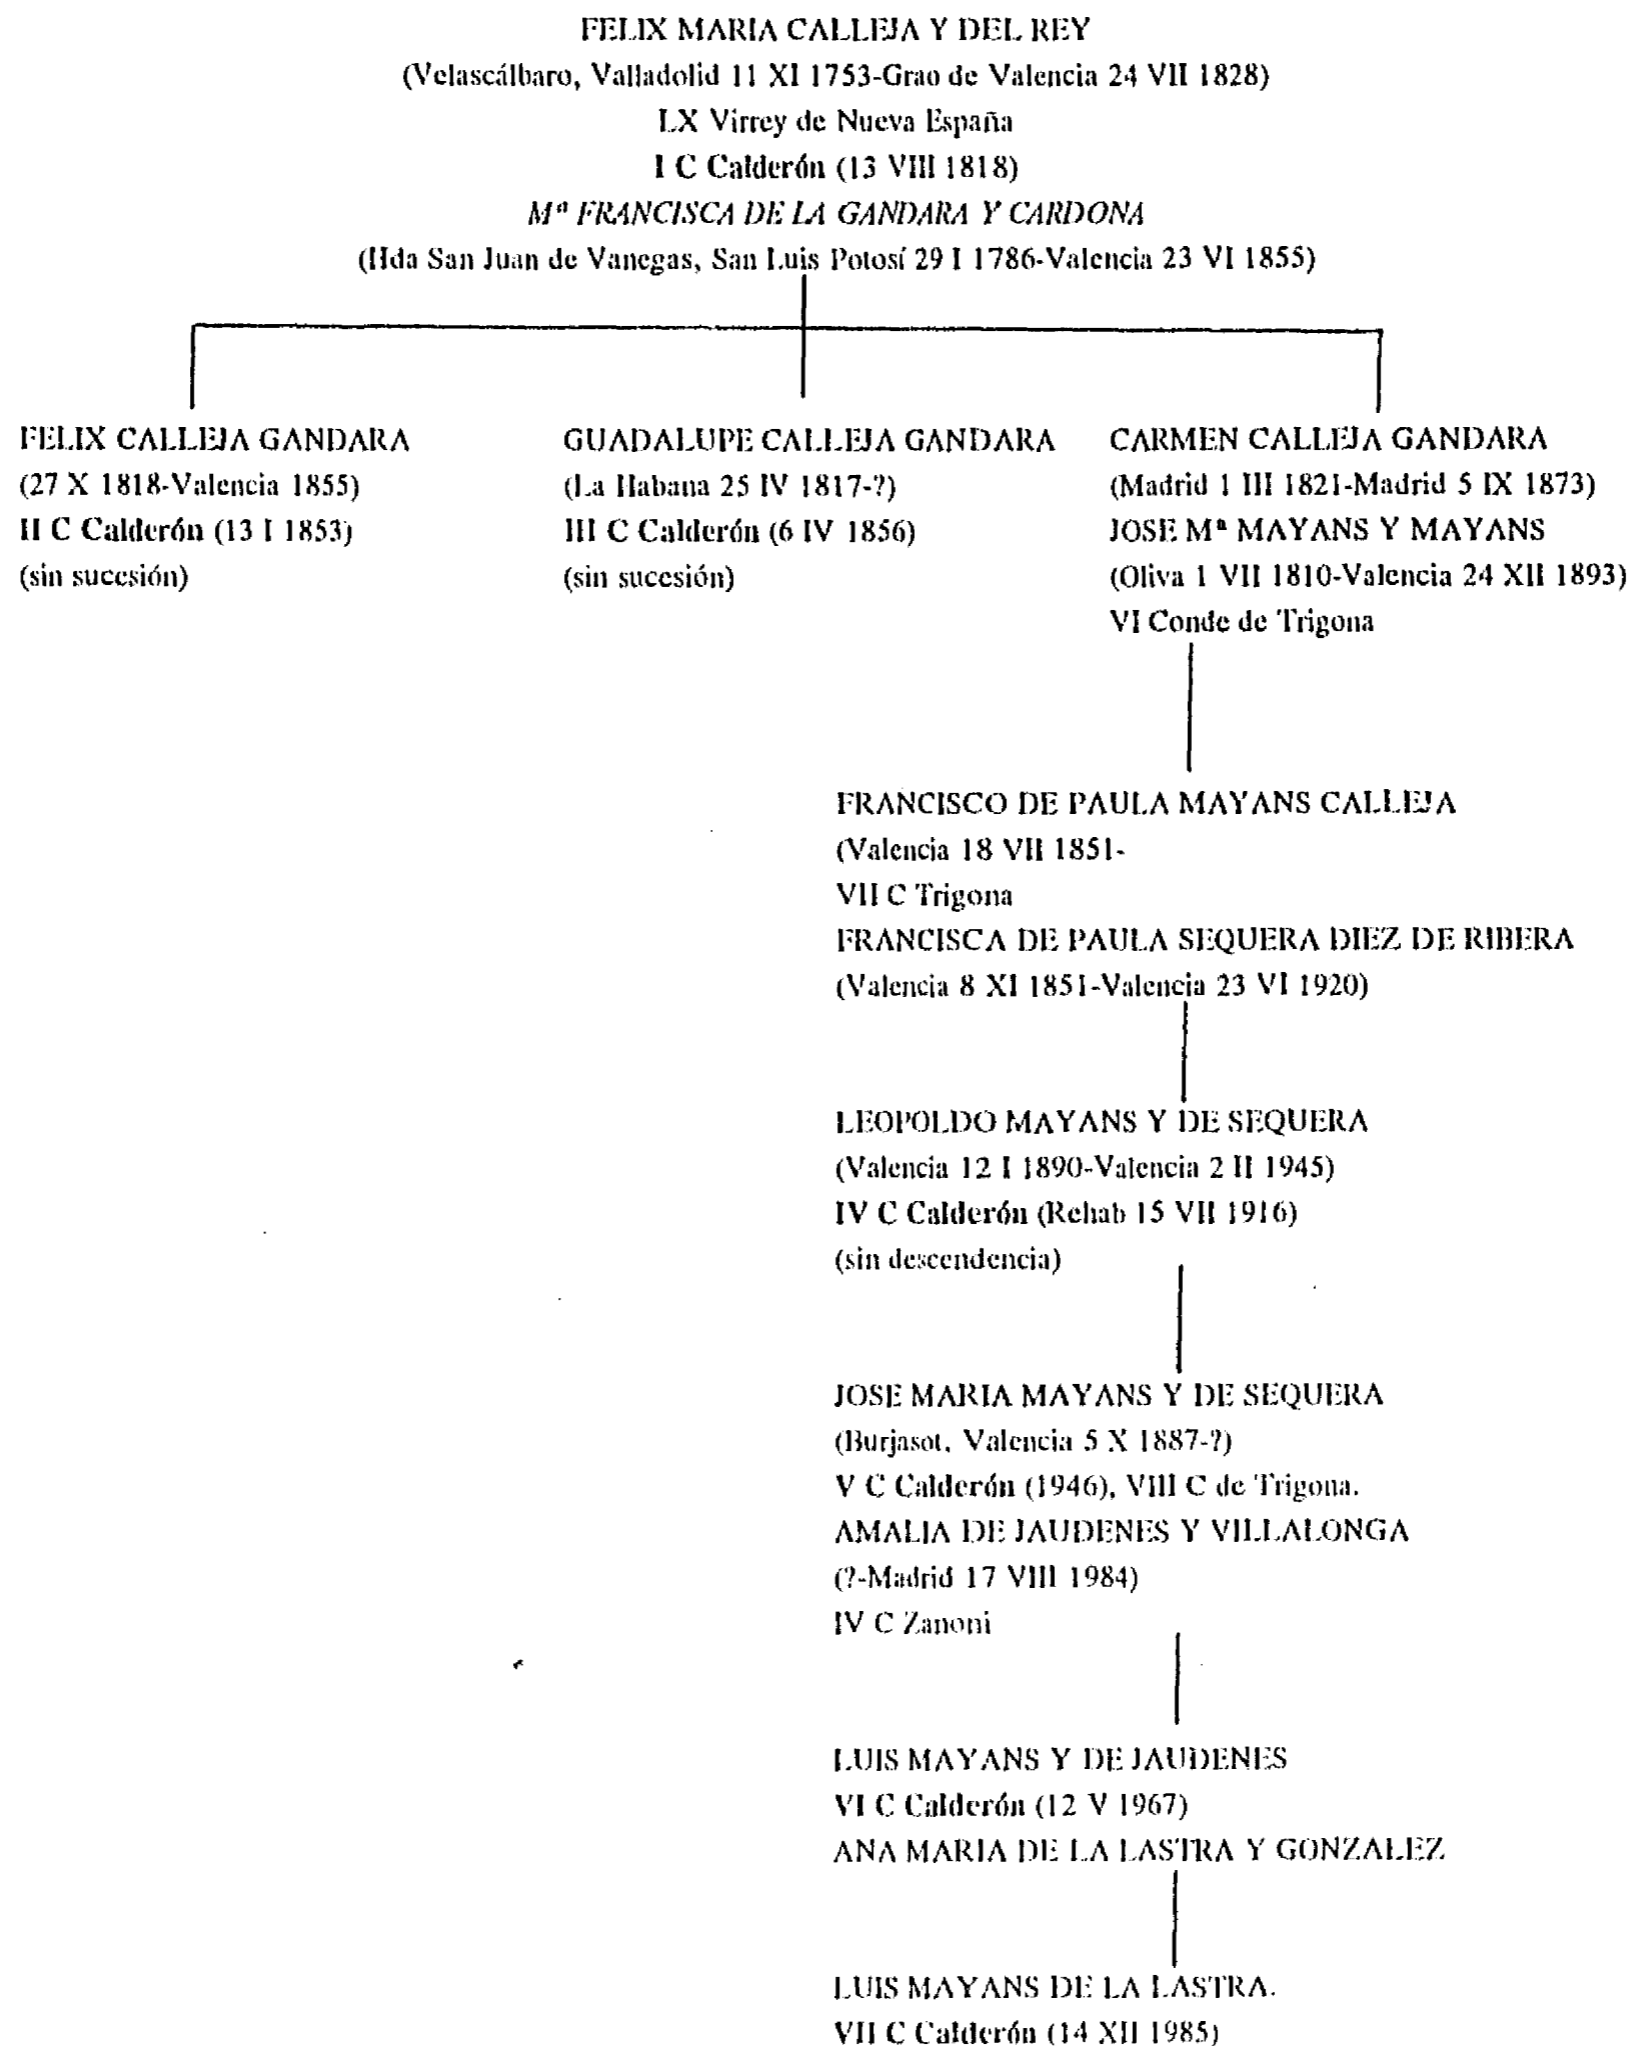 FELIX MARIA CALLEJA Y DEL REY
(Velascálbaro, Valladolid 11 XI 1753-Grao de Valencia 24 VII 1828)
LX Virrey de Nueva España
I C Calderón (13 VIII 1818)
Mª FRANCISCA DE LA GANDARA Y CARDONA
(Hda San Juan de Vanegas, San Luis Potosí 29 I 1786-Valencia 23 VI 1855)
FELIX CALLEJA GANDARA
(27 X 1818-Valencia 1855)
II C Calderón (13 I 1853)
(sin sucesión)
GUADALUPE CALLEJA GANDARA
(La Habana 25 IV 1817-?)
III C Calderón (6 IV 1856)
(sin sucesión)
CARMEN CALLEJA GANDARA
(Madrid 1 III 1821-Madrid 5 IX 1873)
JOSE Mª MAYANS Y MAYANS
(Oliva 1 VII 1810-Valencia 24 XII 1893)
VI Conde de Trigona
FRANCISCO DE PAULA MAYANS CALLEJA
(Valencia 18 VII 1851-
VII C Trigona
FRANCISCA DE PAULA SEQUERA DIEZ DE RIBERA
(Valencia 8 XI 1851-Valencia 23 VI 1920)
LEOPOLDO MAYANS Y DE SEQUERA
(Valencia 12 I 1890-Valencia 2 II 1945)
IV C Calderón (Rehab 15 VII 1916)
(sin descendencia)
JOSE MARIA MAYANS Y DE SEQUERA
(Burjasot, Valencia 5 X 1887-?)
V C Calderón (1946), VIII C de Trigona.
AMALIA DE JAUDENES Y VILLALONGA
(?-Madrid 17 VIII 1984)
IV C Zanoni
LUIS MAYANS Y DE JAUDENES
VI C Calderón (12 V 1967)
ANA MARIA DE LA LASTRA Y GONZALEZ
LUIS MAYANS DE LA LASTRA.
VII C Calderón (14 XII 1985)